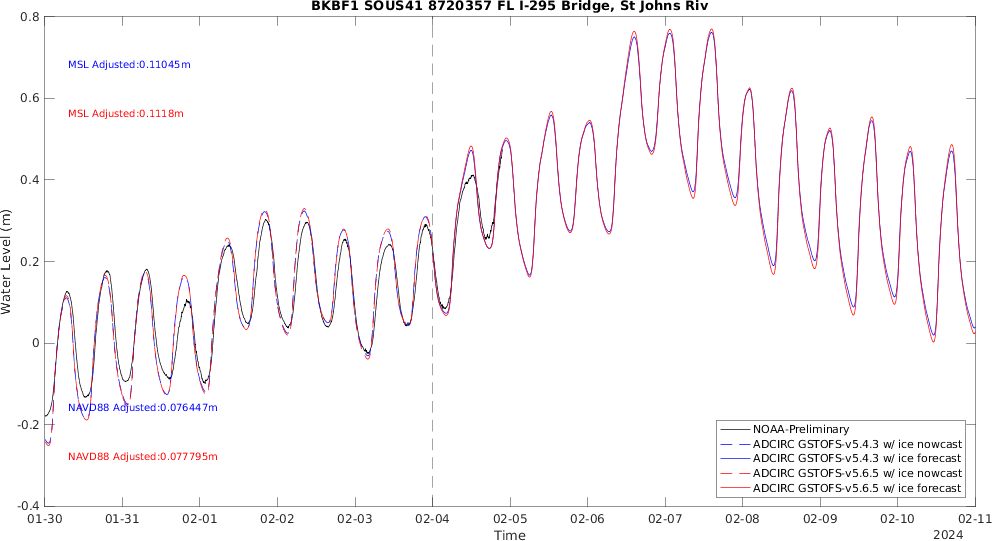 BKBF1 SOUS41 8720357 FL I-295 Bridge, St Johns Riv
0.8
0.6
0.4
0.2
0
-0.2
-0.4
Water Level (m)
MSL Adjusted:0.11045m
MSL Adjusted:0.1118m
NAVD88 Adjusted:0.076447m
NAVD88 Adjusted:0.077795m
NOAA-Preliminary
ADCIRC GSTOFS-v5.4.3 w/ ice nowcast
ADCIRC GSTOFS-v5.4.3 w/ ice forecast
ADCIRC GSTOFS-v5.6.5 w/ ice nowcast
ADCIRC GSTOFS-v5.6.5 w/ ice forecast
01-30 01-31 02-01 02-02 02-03 02-04 02-05 02-06 02-07 02-08 02-09 02-10 02-11
Time
2024